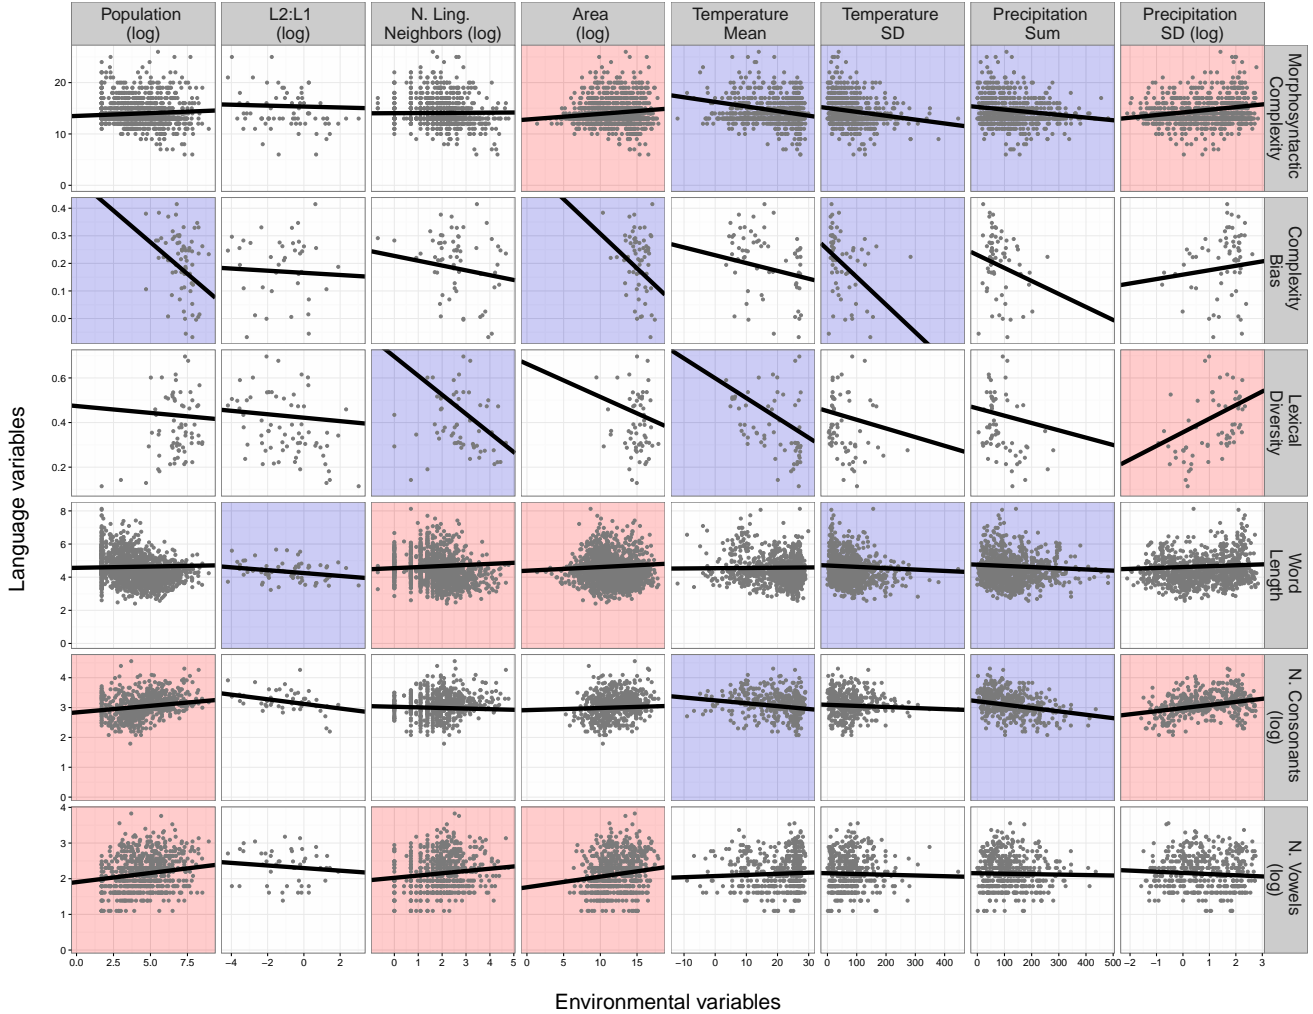 Population
(log)
L2:L1
(log)
N. Ling.
Neighbors (log)
Area
(log)
Temperature
Mean
Temperature
SD
Precipitation
Sum
Precipitation
SD (log)
Morphosyntactic
Complexity
20
10
0
Complexity
Bias
0.4
0.3
0.2
0.1
0.0
Lexical
Diversity
0.6
0.4
0.2
Word
Length
8
6
4
2
0
N. Consonants
(log)
4
3
2
1
0
N. Vowels
(log)
4
3
2
1
0
Language variables
0.0 2.5 5.0 7.5
−4 −2 0 2
0 1 2 3 4 5
0 5 10 15
−10 0 10 20 30
0 100 200 300 400
0 100 200 300 400 500
−2 −1 0 1 2 3
Environmental variables